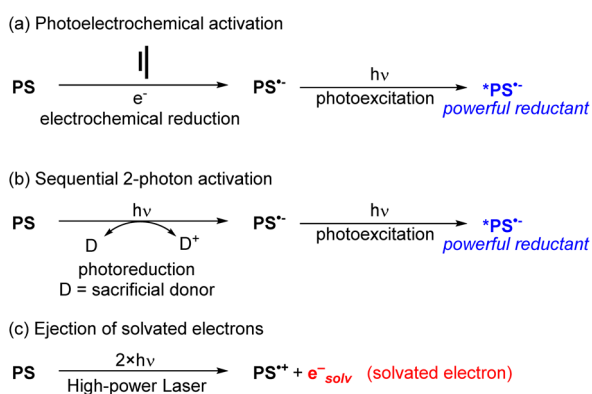 (a) Photoelectrochemical activation
PS e⁻ electrochemical reduction PS•- hν photoexcitation *PS•-
powerful reductant
(b) Sequential 2-photon activation
PS hν PS•- hν photoexcitation *PS•-
powerful reductant
D D⁺
photoreduction
D = sacrificial donor
(c) Ejection of solvated electrons
PS 2×hν PS•+ + e⁻solv (solvated electron)
High-power Laser